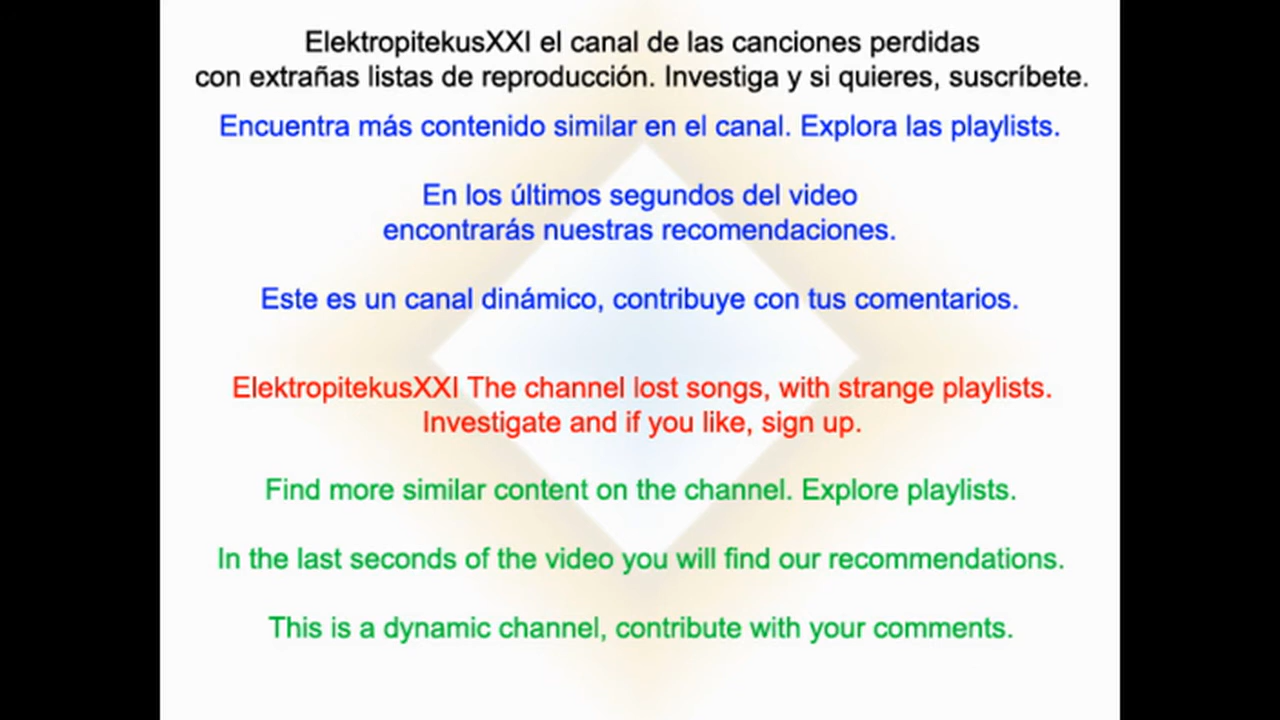 ElektropitekusXXI el canal de las canciones perdidas
con extrañas listas de reproducción. Investiga y si quieres, suscríbete.
Encuentra más contenido similar en el canal. Explora las playlists.
En los últimos segundos del video
encontrarás nuestras recomendaciones.
Este es un canal dinámico, contribuye con tus comentarios.
ElektropitekusXXI The channel lost songs, with strange playlists.
Investigate and if you like, sign up.
Find more similar content on the channel. Explore playlists.
In the last seconds of the video you will find our recommendations.
This is a dynamic channel, contribute with your comments.